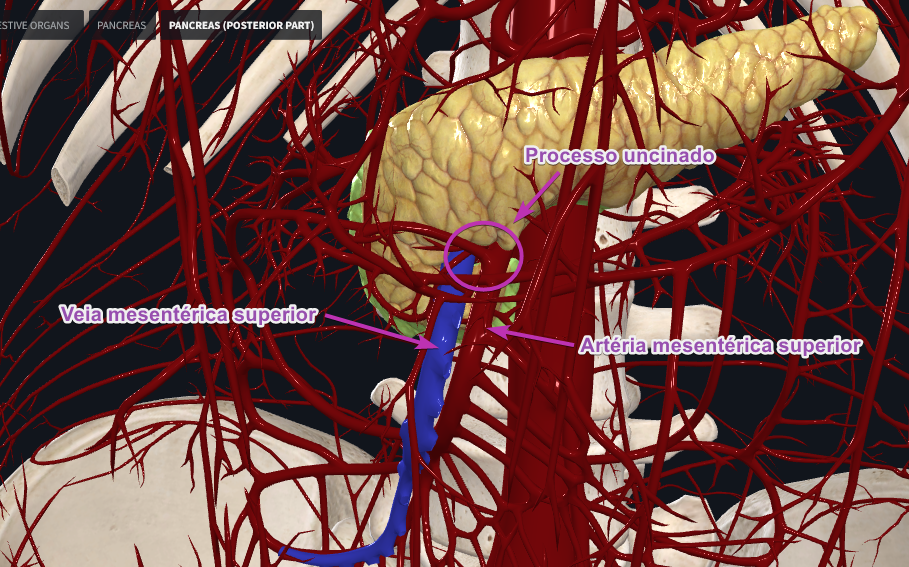 ESTIVE ORGANS
PANCREAS
PANCREAS (POSTERIOR PART)
Processo uncinado
Veia mesentérica superior
Artéria mesentérica superior